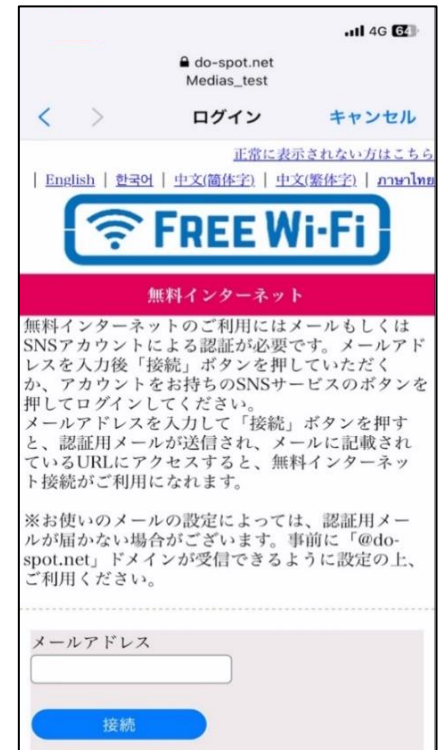 4G 64
do-spot.net
Medias_test
ログイン
キャンセル
正常に表示されない方はこちら
| English | 한국어 | 中文(簡体字) | 中文(繁体字) | ภาษาไทย
FREE Wi-Fi
無料インターネット
無料インターネットのご利用にはメールもしくは
SNSアカウントによる認証が必要です。メールアド
レスを入力後「接続」ボタンを押していただく
か、アカウントをお持ちのSNSサービスのボタンを
押してログインしてください。
メールアドレスを入力して「接続」ボタンを押す
と、認証用メールが送信され、メールに記載され
ているURLにアクセスすると、無料インターネッ
ト接続がご利用になれます。
※お使いのメールの設定によっては、認証用メー
ルが届かない場合がございます。事前に「@do-
spot.net」ドメインが受信できるように設定の上、
ご利用ください。
メールアドレス
接続